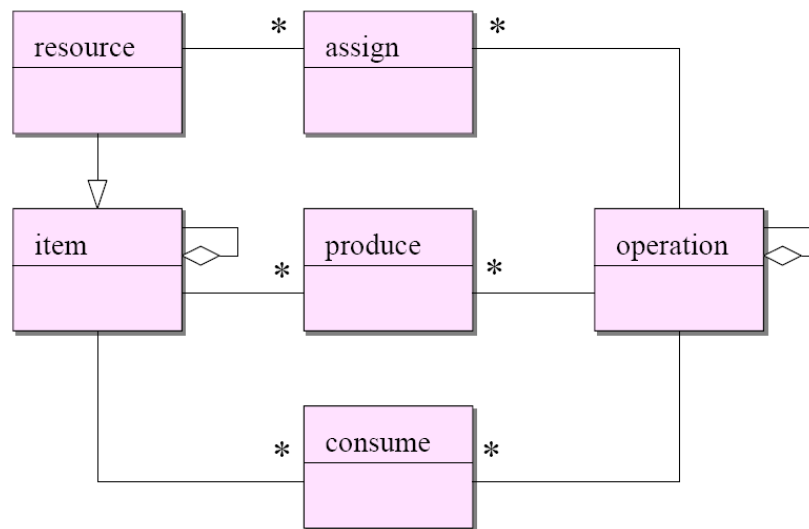 resource
* assign *
item
* produce *
operation
* consume *